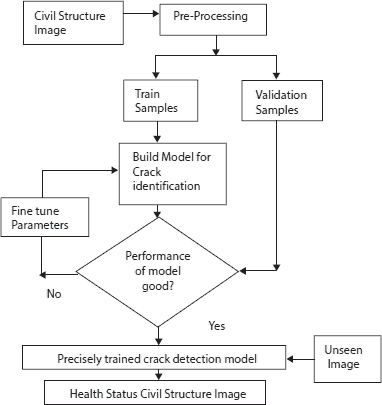 Civil Structure
Image
Pre-Processing
Train
Samples
Validation
Samples
Build Model for
Crack
identification
Fine tune
Parameters
Performance
of model
good?
No
Yes
Precisely trained crack detection model
Unseen
Image
Health Status Civil Structure Image